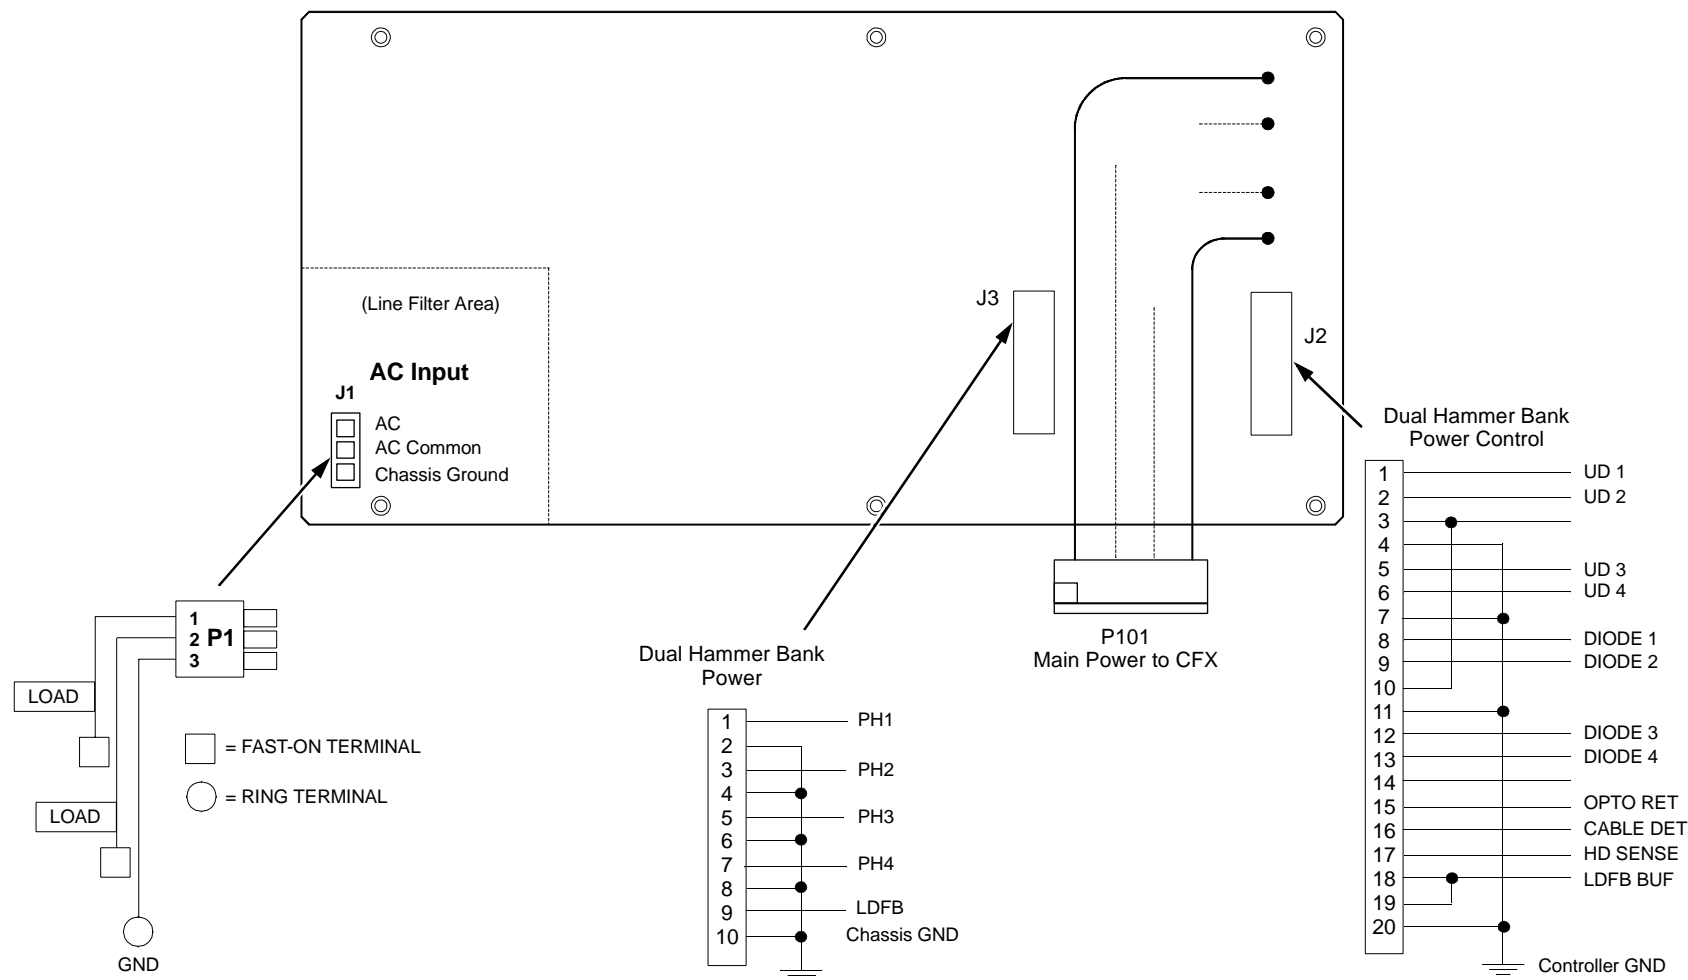 (Line Filter Area)
AC Input
J1
AC
AC Common
Chassis Ground
J3
J2
1
2
3
P1
LOAD
LOAD
GND
= FAST-ON TERMINAL
= RING TERMINAL
Dual Hammer Bank
Power
1 PH1
2
3 PH2
4
5 PH3
6
7 PH4
8
9 LDFB
10 Chassis GND
P101
Main Power to CFX
Dual Hammer Bank
Power Control
1 UD 1
2 UD 2
3
4
5 UD 3
6 UD 4
7
8 DIODE 1
9 DIODE 2
10
11
12 DIODE 3
13 DIODE 4
14
15 OPTO RET
16 CABLE DET
17 HD SENSE
18 LDFB BUF
19
20
Controller GND